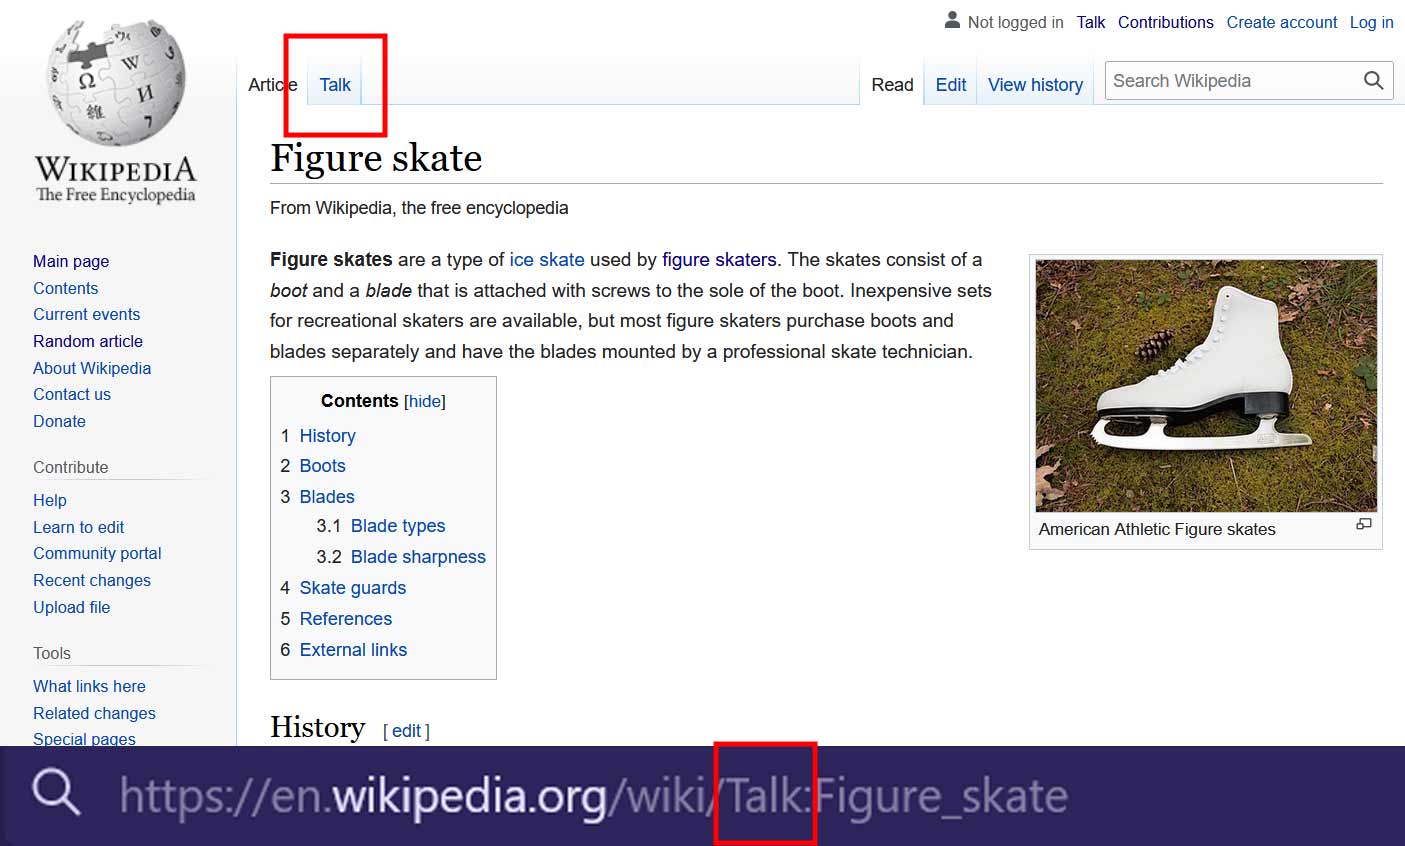 Not logged in Talk Contributions Create account Log in
Article Talk Read Edit View history Search Wikipedia
WIKIPEDIA
The Free Encyclopedia
Main page
Contents
Current events
Random article
About Wikipedia
Contact us
Donate
Contribute
Help
Learn to edit
Community portal
Recent changes
Upload file
Tools
What links here
Related changes
Special pages
Figure skate
From Wikipedia, the free encyclopedia
Figure skates are a type of ice skate used by figure skaters. The skates consist of a
boot and a blade that is attached with screws to the sole of the boot. Inexpensive sets
for recreational skaters are available, but most figure skaters purchase boots and
blades separately and have the blades mounted by a professional skate technician.
Contents [hide]
1 History
2 Boots
3 Blades
3.1 Blade types
3.2 Blade sharpness
4 Skate guards
5 References
6 External links
American Athletic Figure skates
History [ edit ]
https://en.wikipedia.org/wiki/Talk:Figure_skate